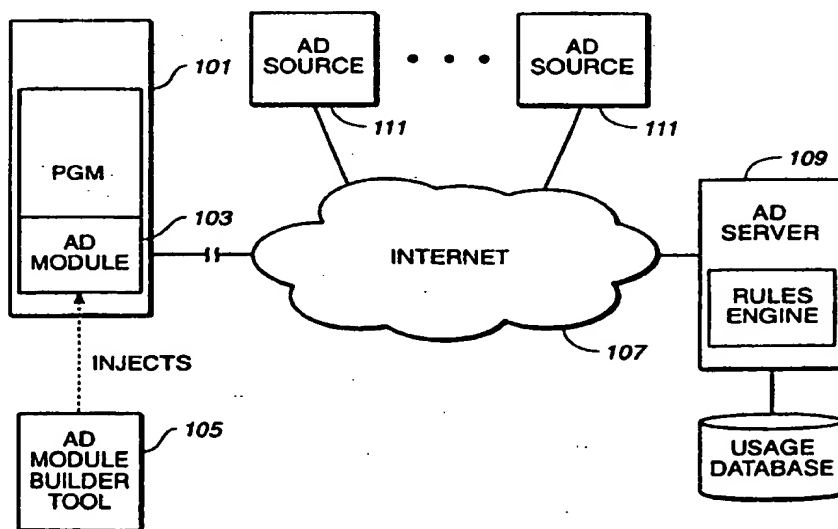 101
PGM
103
AD
MODULE
INJECTS
105
AD
MODULE
BUILDER
TOOL
AD
SOURCE
111
AD
SOURCE
111
INTERNET
107
109
AD
SERVER
RULES
ENGINE
USAGE
DATABASE